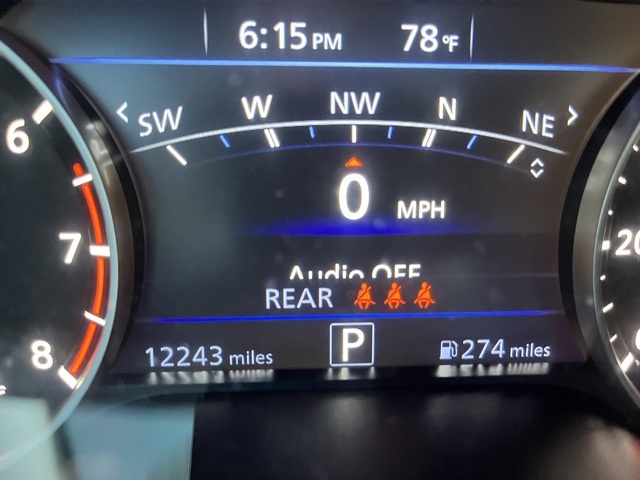 6:15 PM 78 °F
SW W NW N NE
6
0 MPH
7
20
Audio OFF
REAR
8
P
12243 miles
274 miles